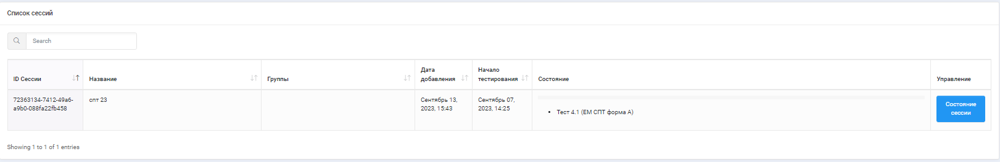 Список сессий
Search
ID Сессии
Название
Группы
Дата
добавления
Начало
тестирования
Состояние
Управление
72363134-7412-49a6-
a9b0-088fa22fb458
спт 23
Сентябрь 13,
2023, 15:43
Сентябрь 07,
2023, 14:25
Тест 4.1 (ЕМ СПТ форма А)
Состояние
сессии
Showing 1 to 1 of 1 entries